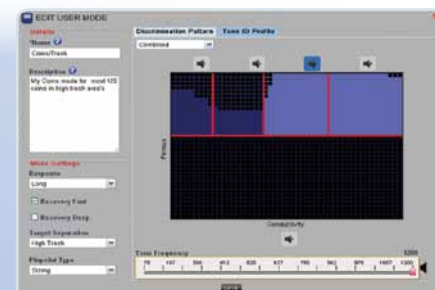 EDIT USER MODE
Details
*Name
Coins/Trash
Description
My Coins mode for most US
coins in high trash area's
Mode Settings
Response
Long
Recovery Fast
Recovery Deep
Target Separation
High Trash
Pinpoint Type
Sizing
Discrimination Pattern
Tone ID Profile
Combined
Ferrous
Conductivity
Tone Frequency
1200